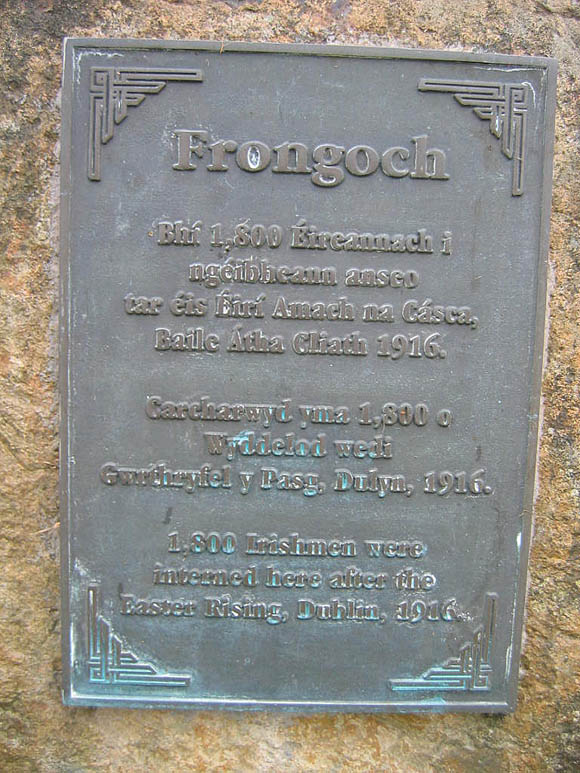 Frongoch
Bhí 1,800 Éireannach i
ngéibheann anseo
tar éis Éirí Amach na Cásca,
Baile Átha Cliath 1916.
Carcharwyd yma 1,800 o
Wyddelod wedi
Gwrthryfel y Pasg, Dulyn, 1916.
1,800 Irishmen were
interned here after the
Easter Rising, Dublin, 1916.